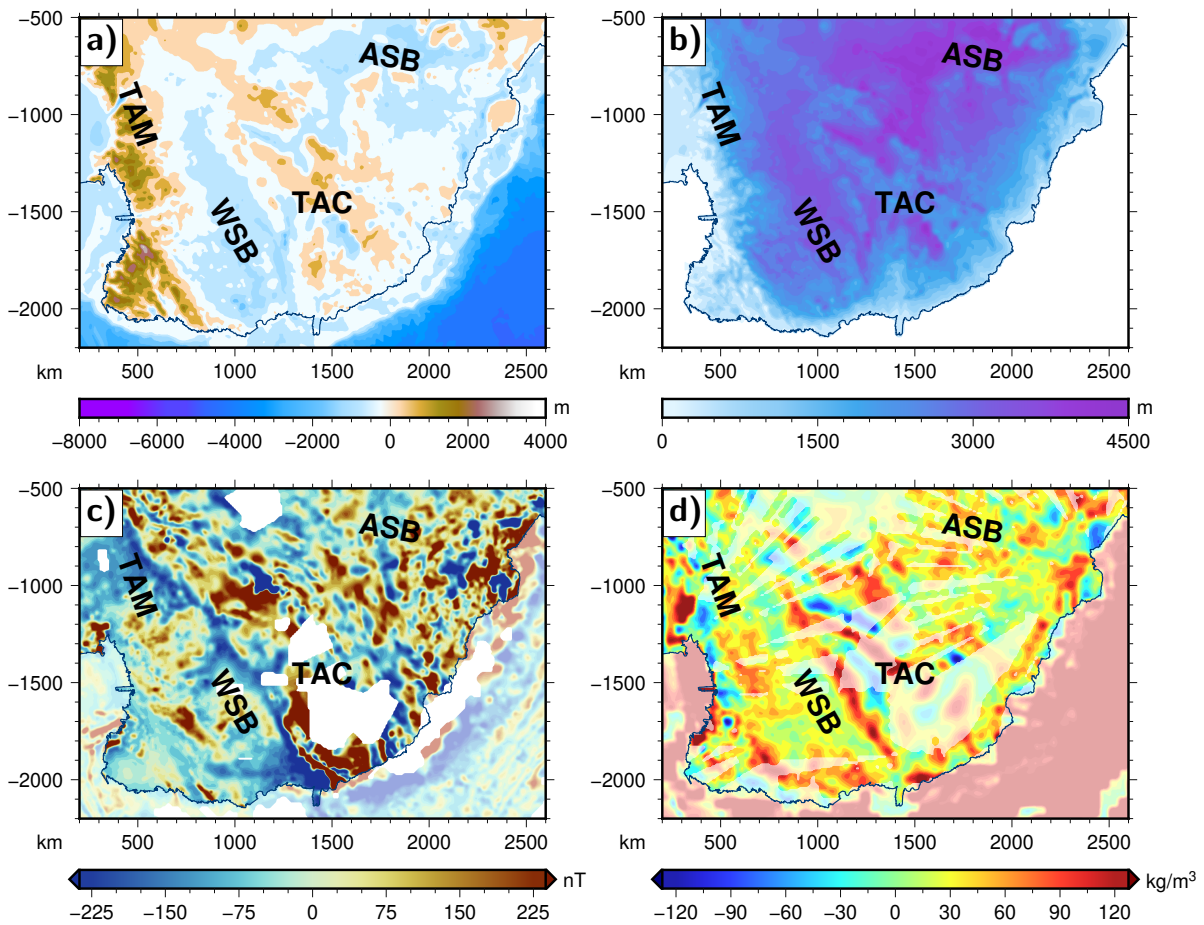 a)
ASB
TAM
WSB
TAC
−500
−1000
−1500
−2000
km
500 1000 1500 2000 2500
m
−8000 −6000 −4000 −2000 0 2000 4000
b)
ASB
TAM
WSB
TAC
−500
−1000
−1500
−2000
km
500 1000 1500 2000 2500
m
0 1500 3000 4500
c)
ASB
TAM
WSB
TAC
−500
−1000
−1500
−2000
km
500 1000 1500 2000 2500
nT
−225 −150 −75 0 75 150 225
d)
ASB
TAM
WSB
TAC
−500
−1000
−1500
−2000
km
500 1000 1500 2000 2500
kg/m³
−120 −90 −60 −30 0 30 60 90 120